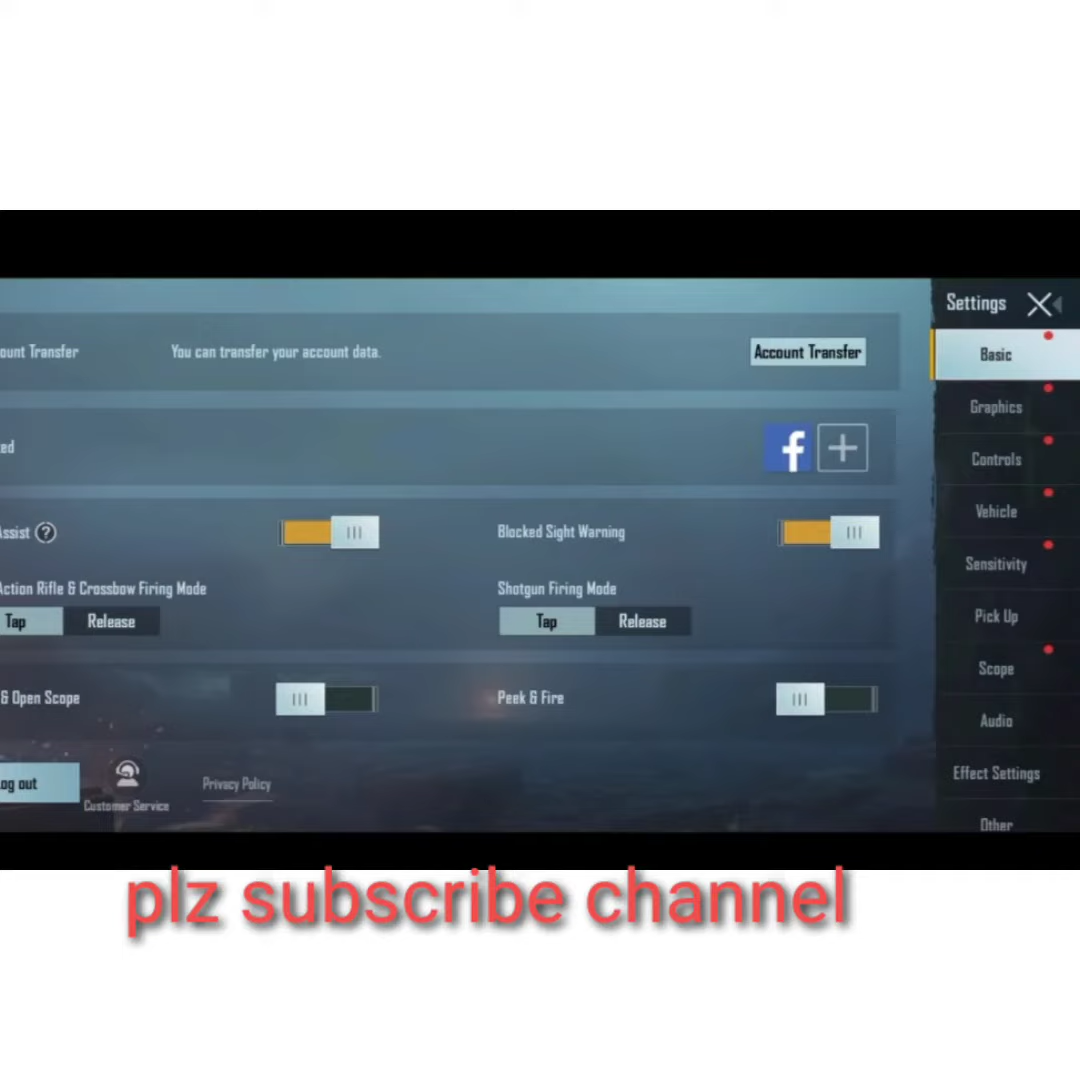 Settings
ount Transfer You can transfer your account data. Account Transfer
Basic
Graphics
ed
Controls
Vehicle
Assist ? Blocked Sight Warning
Sensitivity
Action Rifle & Crossbow Firing Mode Shotgun Firing Mode
Tap Release Tap Release
Pick Up
Scope
& Open Scope Peek & Fire
Audio
Effect Settings
og out Privacy Policy
Customer Service
Other
plz subscribe channel